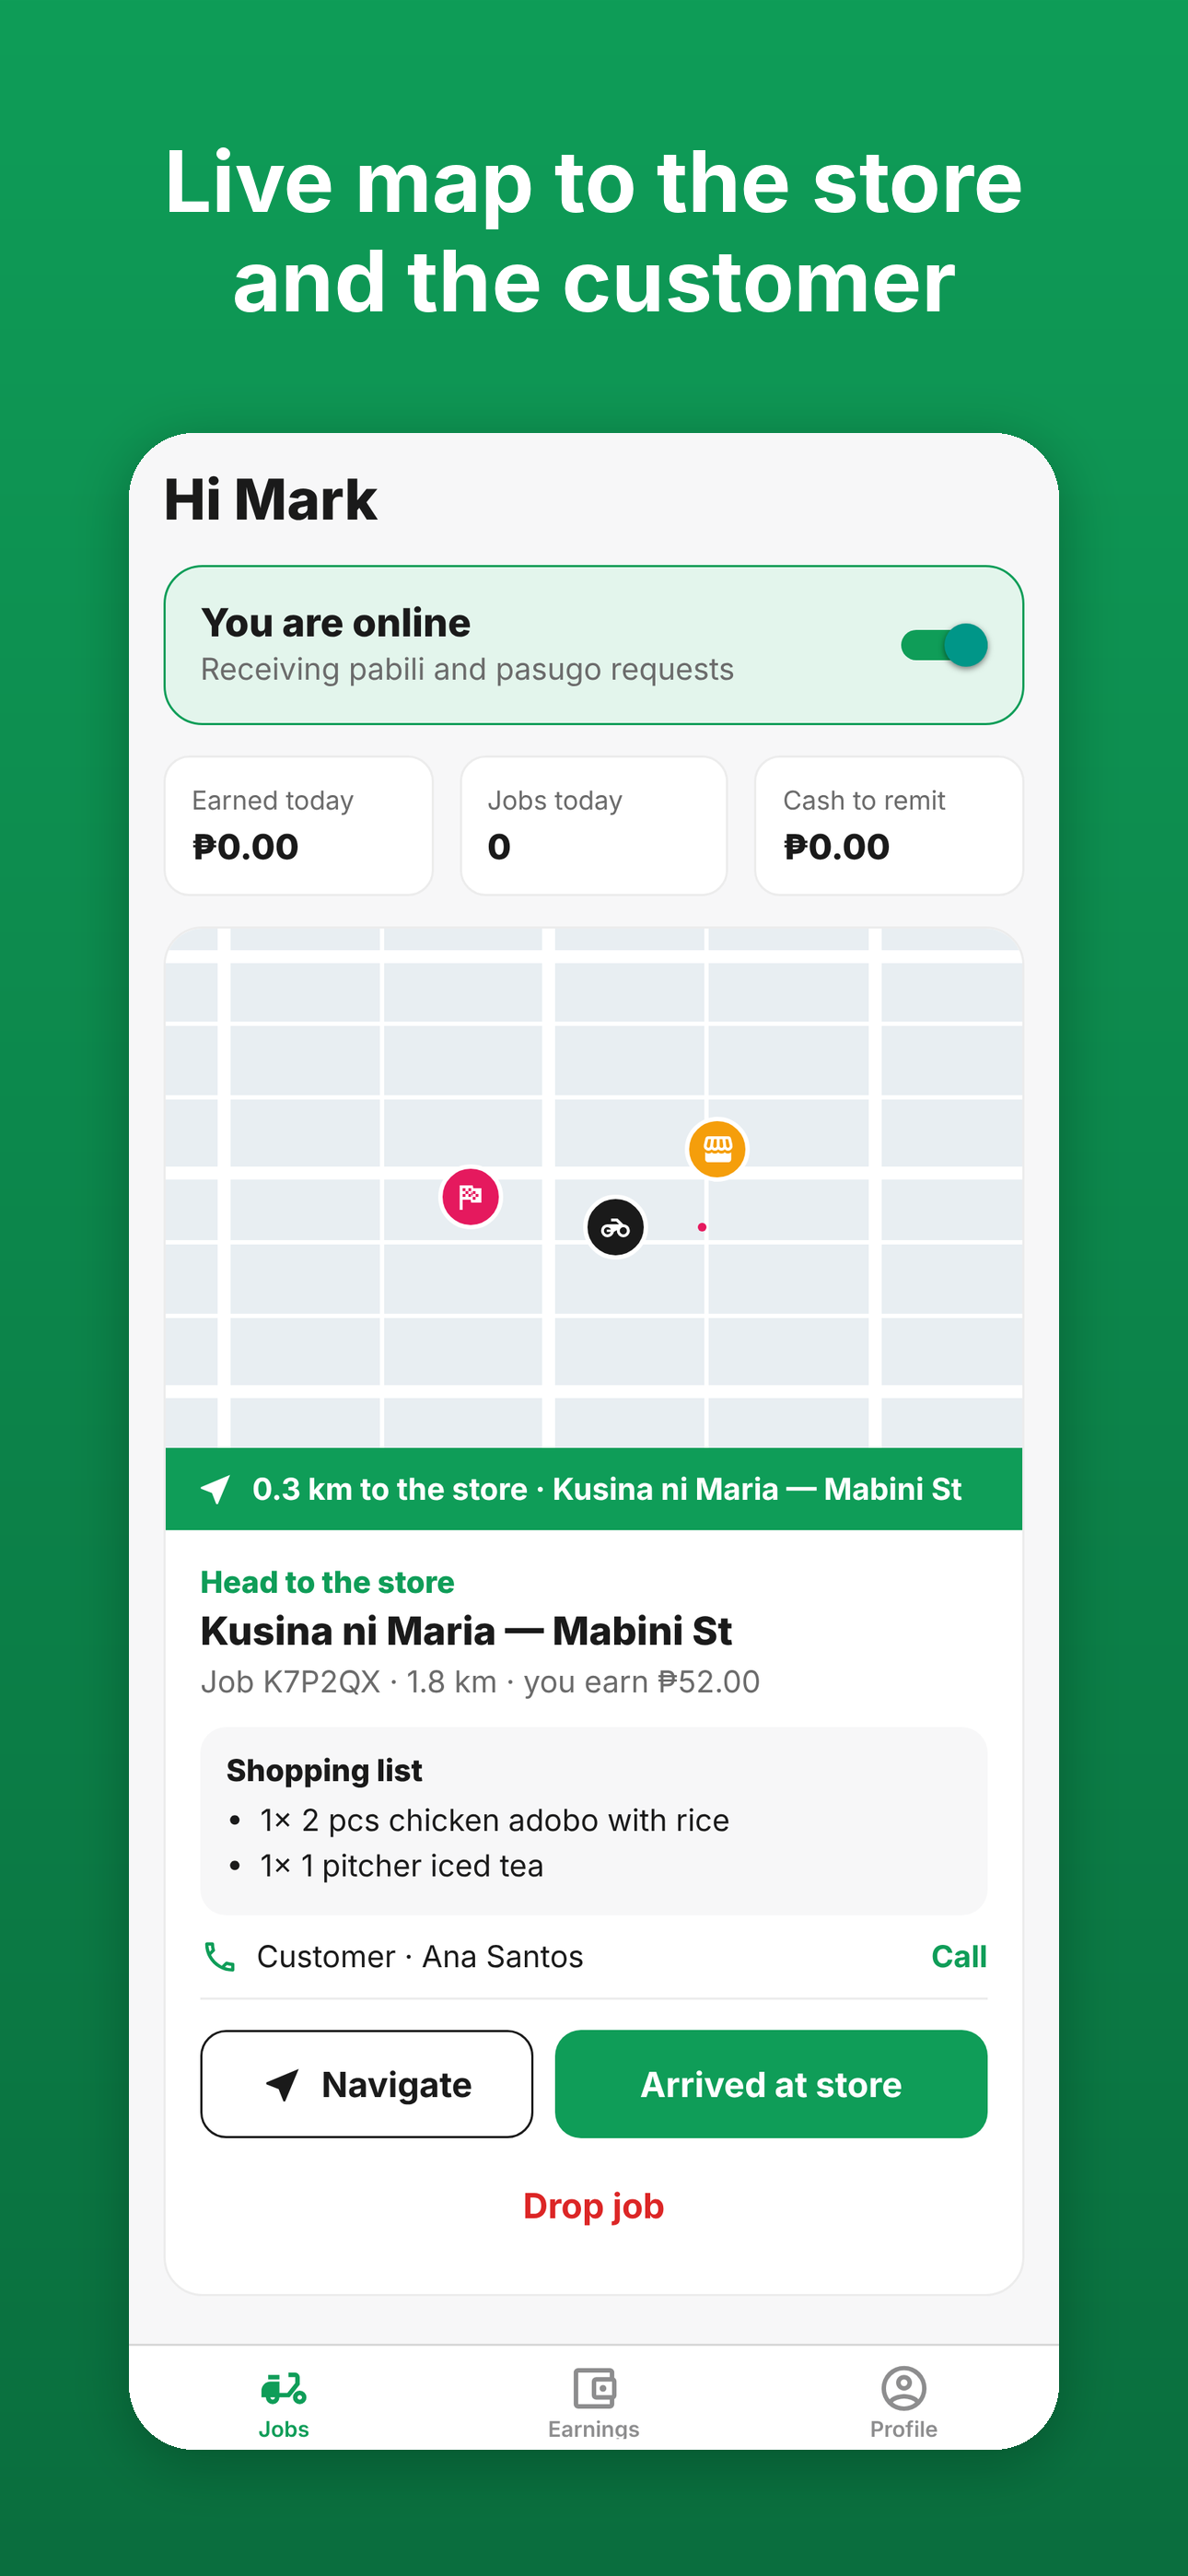 Live map to the store
and the customer
Hi Mark
You are online
Receiving pabili and pasugo requests
Earned today
₱0.00
Jobs today
0
Cash to remit
₱0.00
0.3 km to the store · Kusina ni Maria — Mabini St
Head to the store
Kusina ni Maria — Mabini St
Job K7P2QX · 1.8 km · you earn ₱52.00
Shopping list
• 1× 2 pcs chicken adobo with rice
• 1× 1 pitcher iced tea
Customer · Ana Santos
Call
Navigate
Arrived at store
Drop job
Jobs
Earnings
Profile